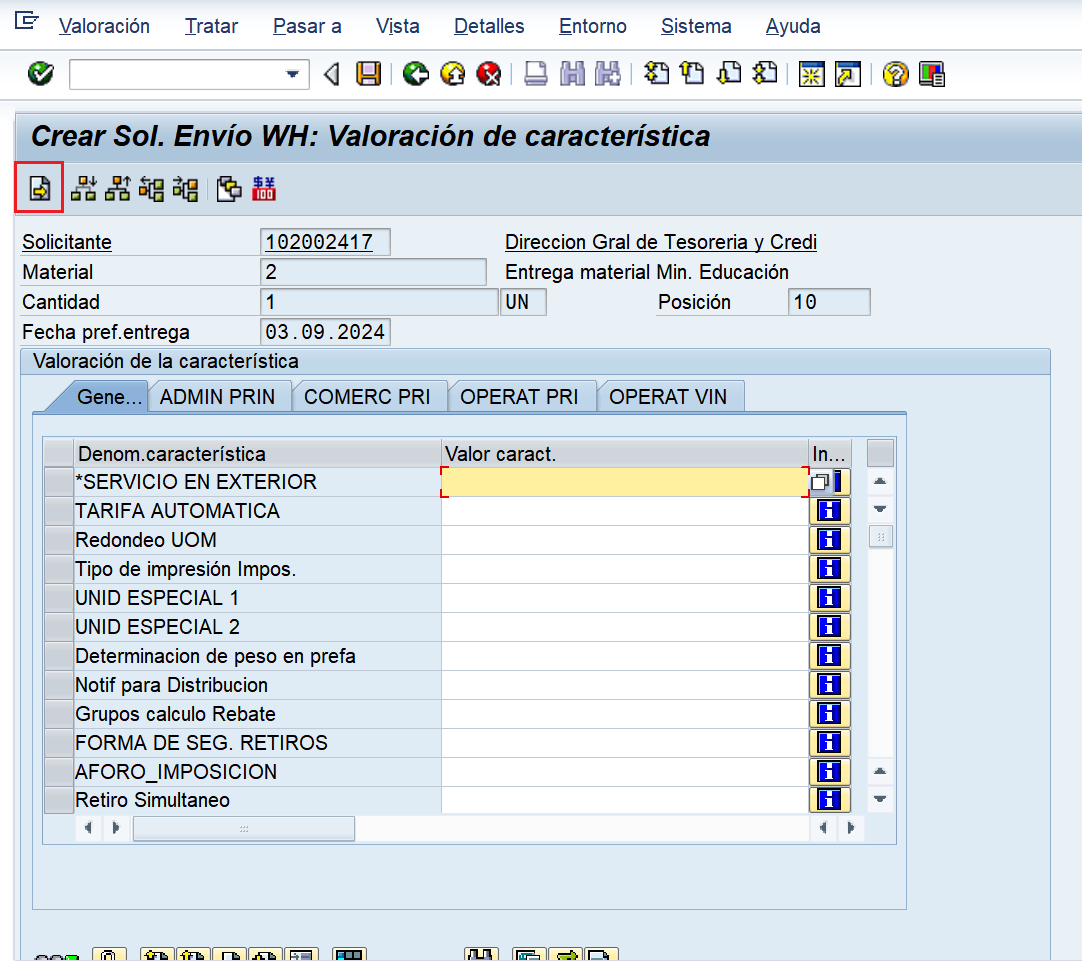 Valoración Tratar Pasar a Vista Detalles Entorno Sistema Ayuda
Crear Sol. Envío WH: Valoración de característica
Solicitante 102002417 Direccion Gral de Tesoreria y Credi
Material 2 Entrega material Min. Educación
Cantidad 1 UN Posición 10
Fecha pref.entrega 03.09.2024
Valoración de la característica
Gene... ADMIN PRIN COMERC PRI OPERAT PRI OPERAT VIN
Denom.característica Valor caract. In...
*SERVICIO EN EXTERIOR
TARIFA AUTOMATICA
Redondeo UOM
Tipo de impresión Impos.
UNID ESPECIAL 1
UNID ESPECIAL 2
Determinacion de peso en prefa
Notif para Distribucion
Grupos calculo Rebate
FORMA DE SEG. RETIROS
AFORO_IMPOSICION
Retiro Simultaneo